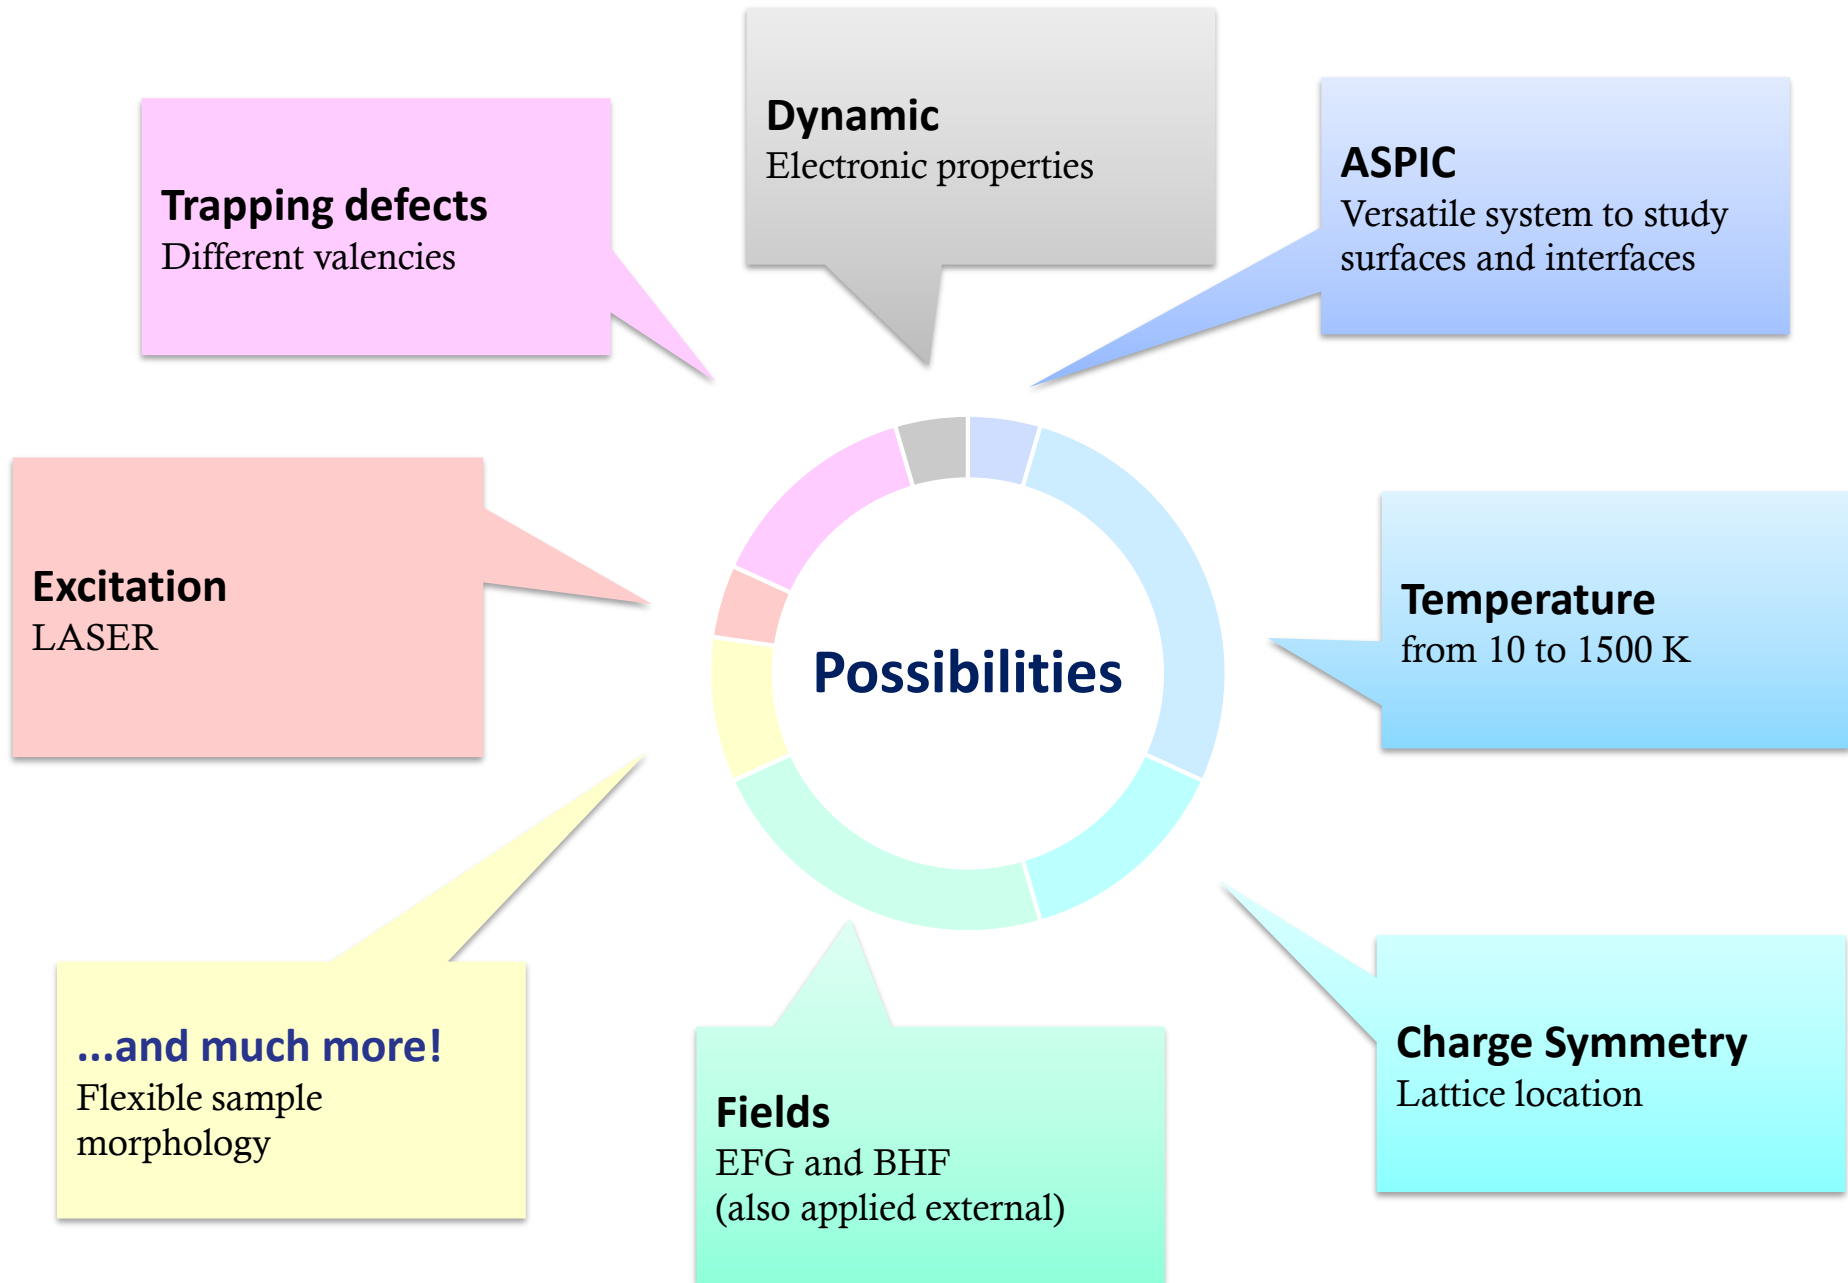 Dynamic
Electronic properties
ASPIC
Versatile system to study
surfaces and interfaces
Trapping defects
Different valencies
Excitation
LASER
Possibilities
Temperature
from 10 to 1500 K
...and much more!
Flexible sample
morphology
Fields
EFG and BHF
(also applied external)
Charge Symmetry
Lattice location